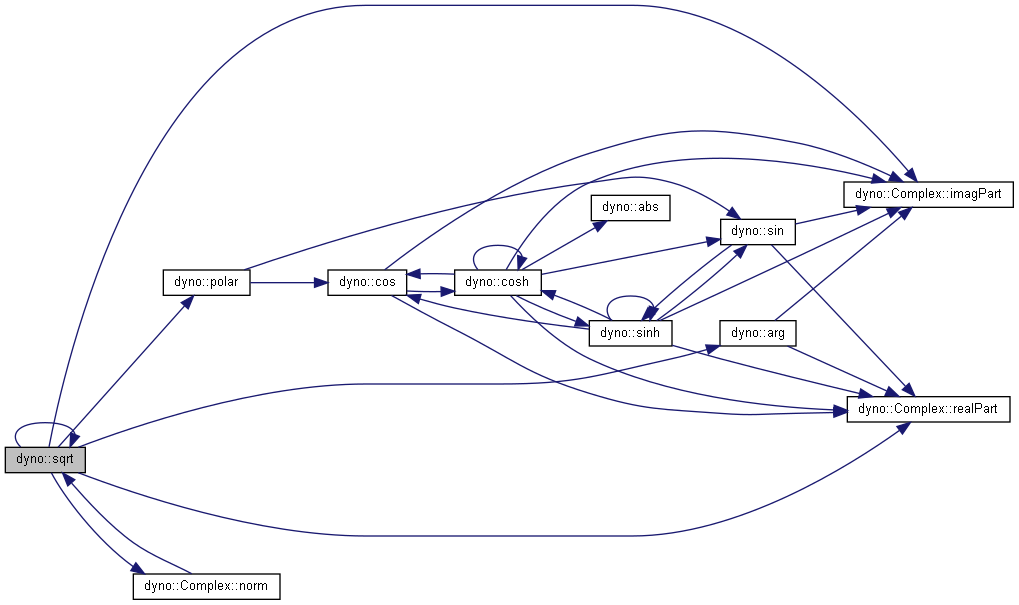 dyno::Complex::imagPart
dyno::abs
dyno::sin
dyno::polar
dyno::cos
dyno::cosh
dyno::sinh
dyno::arg
dyno::Complex::realPart
dyno::sqrt
dyno::Complex::norm